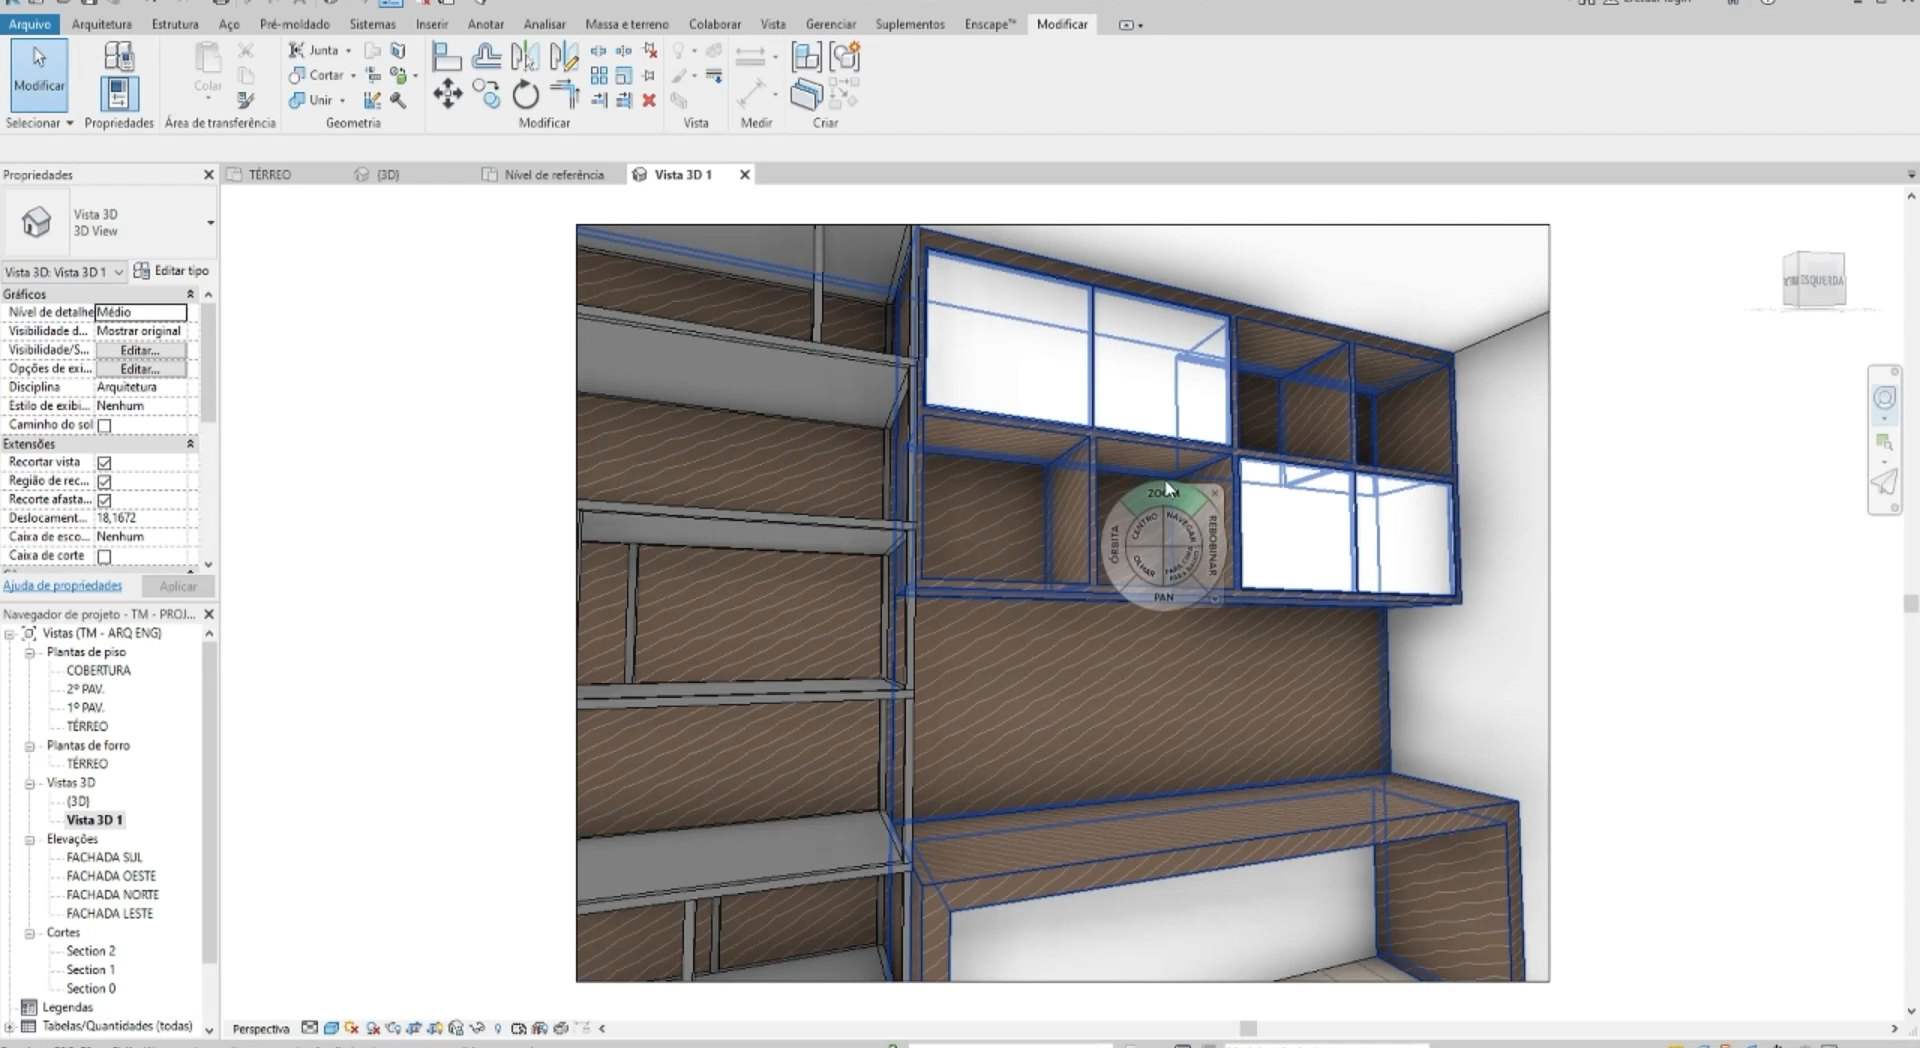 Arquivo Arquitetura Estrutura Aço Pré-moldado Sistemas Inserir Anotar Analisar Massa e terreno Colaborar Vista Gerenciar Suplementos Enscape™ Modificar
Modificar
Colar
Junta
Cortar
Unir
Selecionar Propriedades Área de transferência Geometria Modificar Vista Medir Criar
Propriedades
TÉRREO {3D} Nível de referência Vista 3D 1
Vista 3D
3D View
Vista 3D: Vista 3D 1 Editar tipo
Gráficos
Nível de detalhe Médio
Visibilidade d... Mostrar original
Visibilidade/S... Editar...
Opções de exi... Editar...
Disciplina Arquitetura
Estilo de exibi... Nenhum
Caminho do sol
Extensões
Recortar vista
Região de rec...
Recorte afasta...
Deslocament... 18,1672
Caixa de esco... Nenhum
Caixa de corte
Ajuda de propriedades Aplicar
Navegador de projeto - TM - PROJ...
Vistas (TM - ARQ ENG)
Plantas de piso
COBERTURA
2º PAV.
1º PAV.
TÉRREO
Plantas de forro
TÉRREO
Vistas 3D
{3D}
Vista 3D 1
Elevações
FACHADA SUL
FACHADA OESTE
FACHADA NORTE
FACHADA LESTE
Cortes
Section 2
Section 1
Section 0
Legendas
Tabelas/Quantidades (todas)
ESQUERDA
ZOOM
ÓRBITA
CENTRO
NAVEGAR
REBOBINAR
OLHAR
PARA CIMA/
PARA BAIXO
PAN
Perspectiva